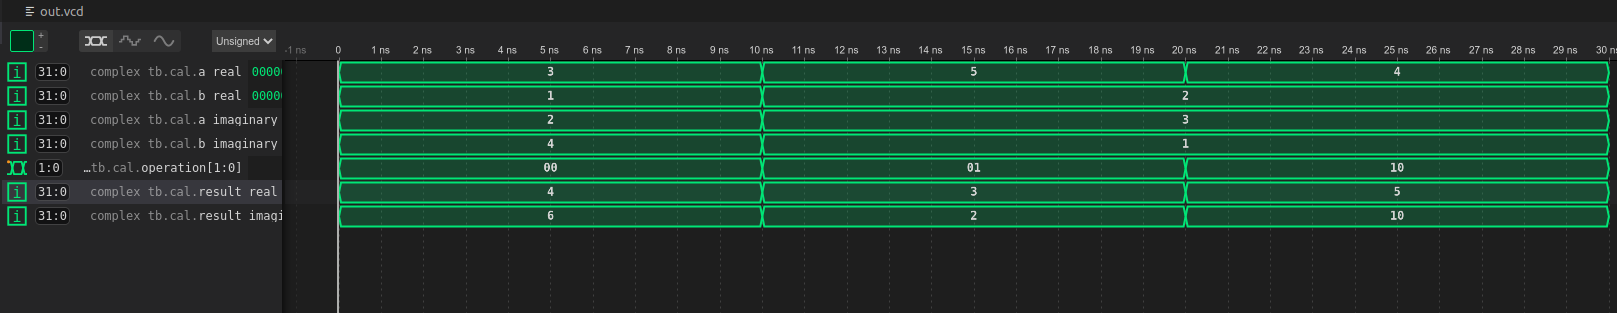 out.vcd
+
-
Unsigned
-1 ns 0 1 ns 2 ns 3 ns 4 ns 5 ns 6 ns 7 ns 8 ns 9 ns 10 ns 11 ns 12 ns 13 ns 14 ns 15 ns 16 ns 17 ns 18 ns 19 ns 20 ns 21 ns 22 ns 23 ns 24 ns 25 ns 26 ns 27 ns 28 ns 29 ns 30 ns
i 31:0 complex tb.cal.a real 0000 3 5 4
i 31:0 complex tb.cal.b real 0000 1 2
i 31:0 complex tb.cal.a imaginary 2 3
i 31:0 complex tb.cal.b imaginary 4 1
1:0 …tb.cal.operation[1:0] 00 01 10
i 31:0 complex tb.cal.result real 4 3 5
i 31:0 complex tb.cal.result imagi 6 2 10